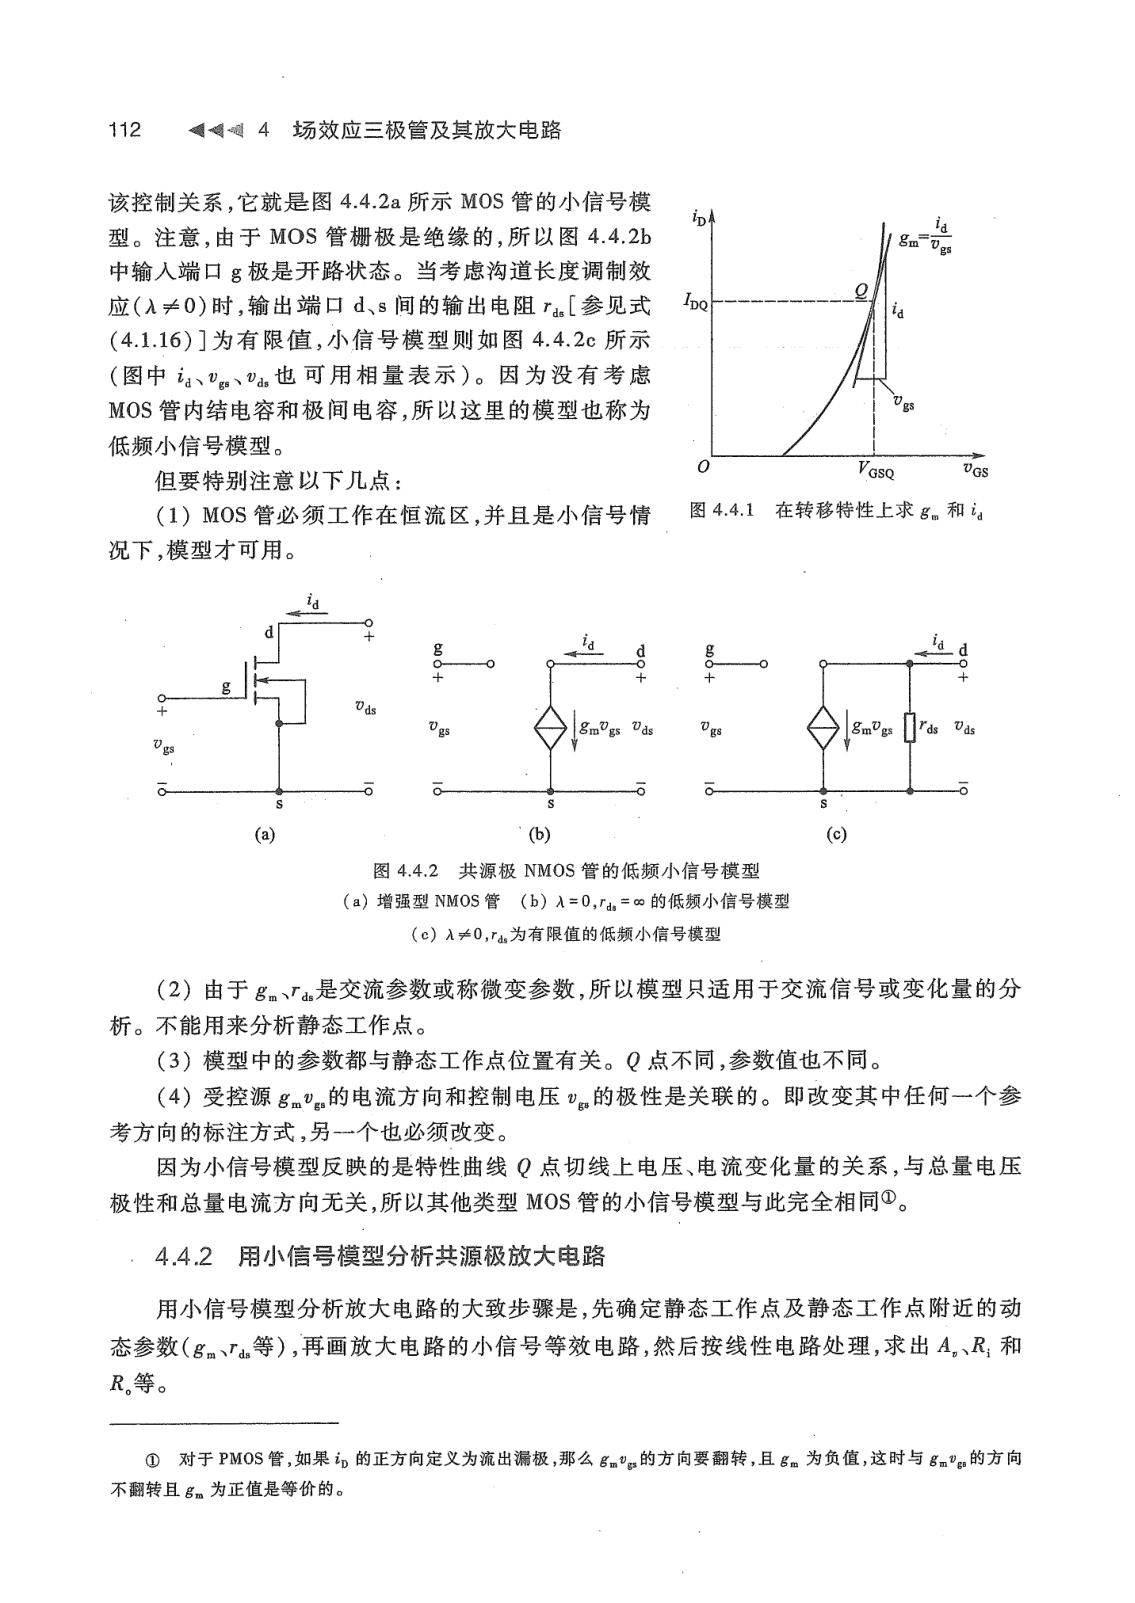 112 4 场效应三极管及其放大电路
该控制关系,它就是图 4.4.2a 所示 MOS 管的小信号模
型。注意,由于 MOS 管栅极是绝缘的,所以图 4.4.2b
中输入端口 g 极是开路状态。当考虑沟道长度调制效
应(λ≠0)时,输出端口 d、s 间的输出电阻 rds[参见式
(4.1.16)]为有限值,小信号模型则如图 4.4.2c 所示
(图中 id、vgs、vds也可用相量表示)。因为没有考虑
MOS 管内结电容和极间电容,所以这里的模型也称为
低频小信号模型。
但要特别注意以下几点:
(1) MOS 管必须工作在恒流区,并且是小信号情
况下,模型才可用。
iD
gm=id/vgs
Q
IDQ
id
vgs
O
VGSQ
vGS
图 4.4.1 在转移特性上求 gm 和 id
id
d
+
g
+
vds
vgs
−
−
s
(a)
g
id
d
+
+
vgs
gmvgs
vds
−
−
s
(b)
g
id
d
+
+
vgs
gmvgs
rds
vds
−
−
s
(c)
图 4.4.2 共源极 NMOS 管的低频小信号模型
(a) 增强型 NMOS 管 (b) λ=0,rds=∞ 的低频小信号模型
(c) λ≠0,rds为有限值的低频小信号模型
(2) 由于 gm、rds是交流参数或称微变参数,所以模型只适用于交流信号或变化量的分
析。不能用来分析静态工作点。
(3) 模型中的参数都与静态工作点位置有关。Q 点不同,参数值也不同。
(4) 受控源 gmvgs的电流方向和控制电压 vgs的极性是关联的。即改变其中任何一个参
考方向的标注方式,另一个也必须改变。
因为小信号模型反映的是特性曲线 Q 点切线上电压、电流变化量的关系,与总量电压
极性和总量电流方向无关,所以其他类型 MOS 管的小信号模型与此完全相同①。
4.4.2 用小信号模型分析共源极放大电路
用小信号模型分析放大电路的大致步骤是,先确定静态工作点及静态工作点附近的动
态参数(gm、rds等),再画放大电路的小信号等效电路,然后按线性电路处理,求出 Av、Ri 和
Ro等。
① 对于 PMOS 管,如果 iD 的正方向定义为流出漏极,那么 gmvgs的方向要翻转,且 gm 为负值,这时与 gmvgs的方向
不翻转且 gm 为正值是等价的。